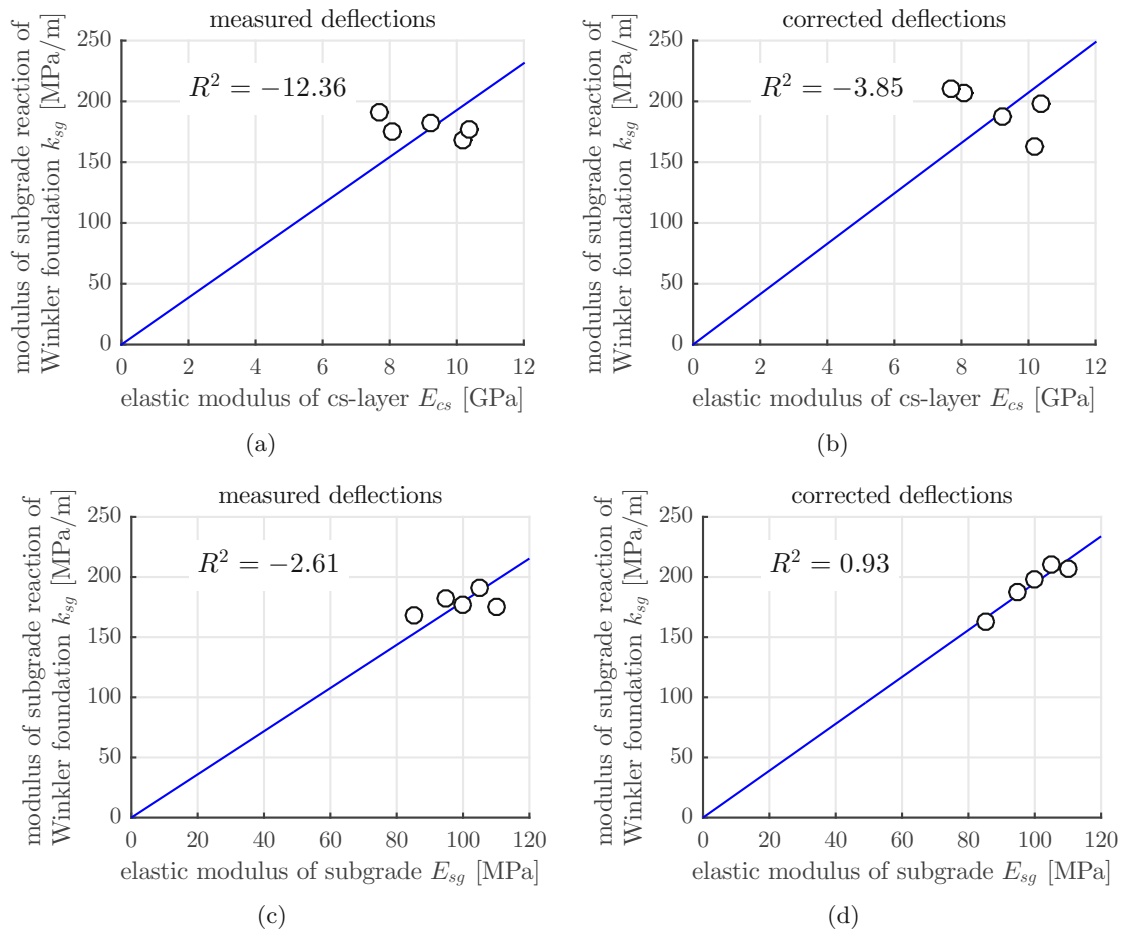 measured deflections
modulus of subgrade reaction of
Winkler foundation k_sg [MPa/m]
250
200
150
100
50
0
R² = −12.36
0 2 4 6 8 10 12
elastic modulus of cs-layer E_cs [GPa]
(a)
corrected deflections
modulus of subgrade reaction of
Winkler foundation k_sg [MPa/m]
250
200
150
100
50
0
R² = −3.85
0 2 4 6 8 10 12
elastic modulus of cs-layer E_cs [GPa]
(b)
measured deflections
modulus of subgrade reaction of
Winkler foundation k_sg [MPa/m]
250
200
150
100
50
0
R² = −2.61
0 20 40 60 80 100 120
elastic modulus of subgrade E_sg [MPa]
(c)
corrected deflections
modulus of subgrade reaction of
Winkler foundation k_sg [MPa/m]
250
200
150
100
50
0
R² = 0.93
0 20 40 60 80 100 120
elastic modulus of subgrade E_sg [MPa]
(d)